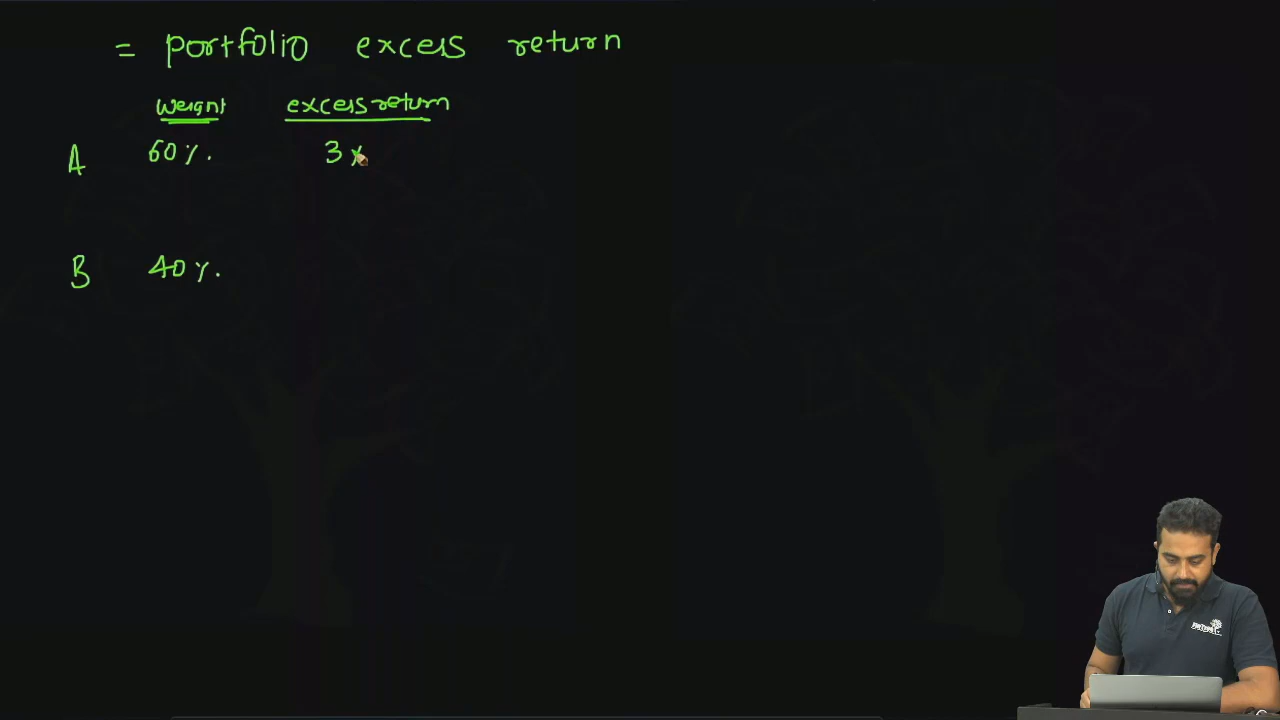 = portfolio excess return
weight excess return
A 60%. 3 %
B 40%.